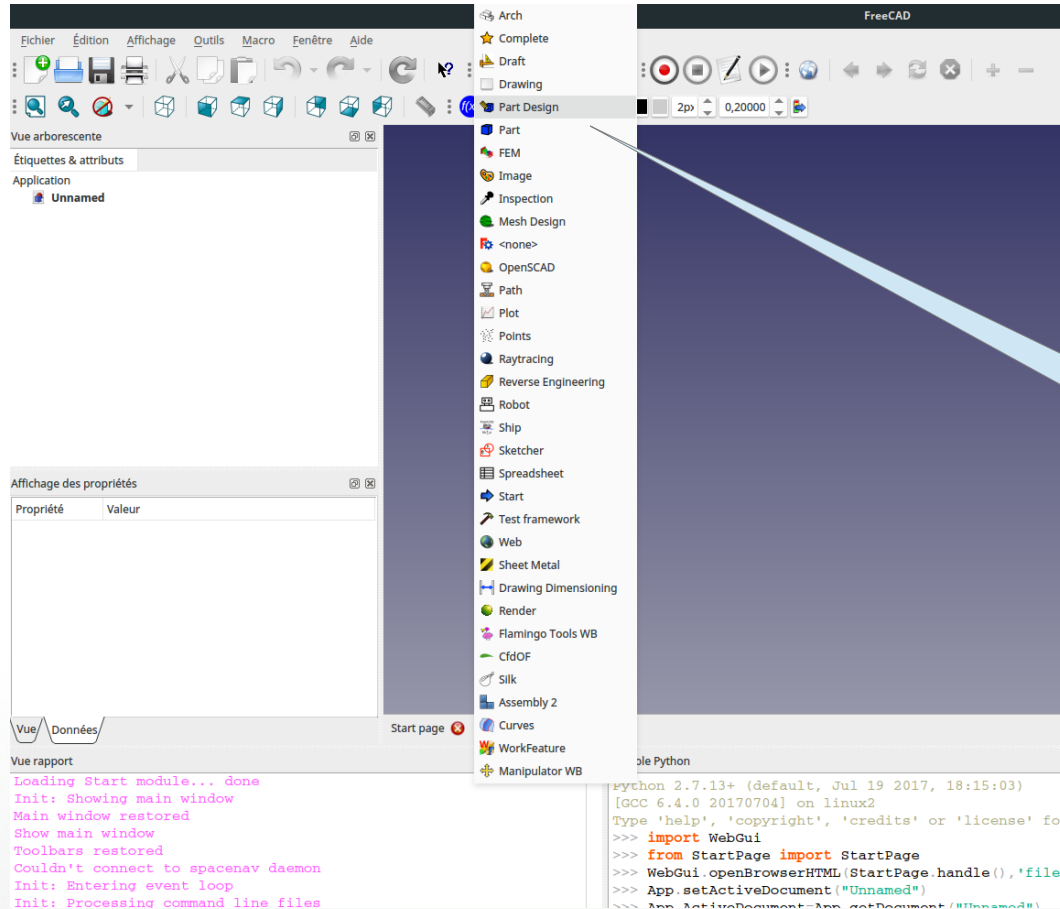 FreeCAD
Fichier Édition Affichage Outils Macro Fenêtre Aide
2px 0,20000
Vue arborescente
Étiquettes & attributs
Application
Unnamed
Arch
Complete
Draft
Drawing
Part Design
Part
FEM
Image
Inspection
Mesh Design
<none>
OpenSCAD
Path
Plot
Points
Raytracing
Reverse Engineering
Robot
Ship
Sketcher
Spreadsheet
Start
Test framework
Web
Sheet Metal
Drawing Dimensioning
Render
Flamingo Tools WB
CfdOF
Silk
Assembly 2
Curves
WorkFeature
Manipulator WB
Affichage des propriétés
Propriété Valeur
Vue Données
Start page
Vue rapport
Loading Start module... done
Init: Showing main window
Main window restored
Show main window
Toolbars restored
Couldn't connect to spacenav daemon
Init: Entering event loop
Init: Processing command line files
ole Python
Python 2.7.13+ (default, Jul 19 2017, 18:15:03)
[GCC 6.4.0 20170704] on linux2
Type 'help', 'copyright', 'credits' or 'license' fo
>>> import WebGui
>>> from StartPage import StartPage
>>> WebGui.openBrowserHTML(StartPage.handle(),'file
>>> App.setActiveDocument("Unnamed")
>>> App.ActiveDocument=App.getDocument("Unnamed")